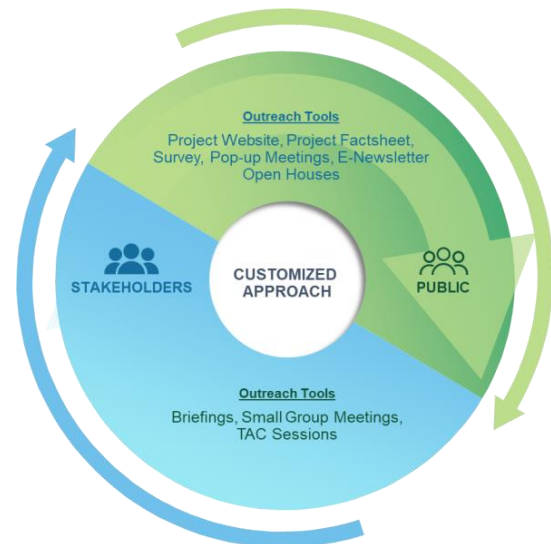 Outreach Tools
Project Website, Project Factsheet,
Survey, Pop-up Meetings, E-Newsletter
Open Houses
STAKEHOLDERS
CUSTOMIZED
APPROACH
PUBLIC
Outreach Tools
Briefings, Small Group Meetings,
TAC Sessions